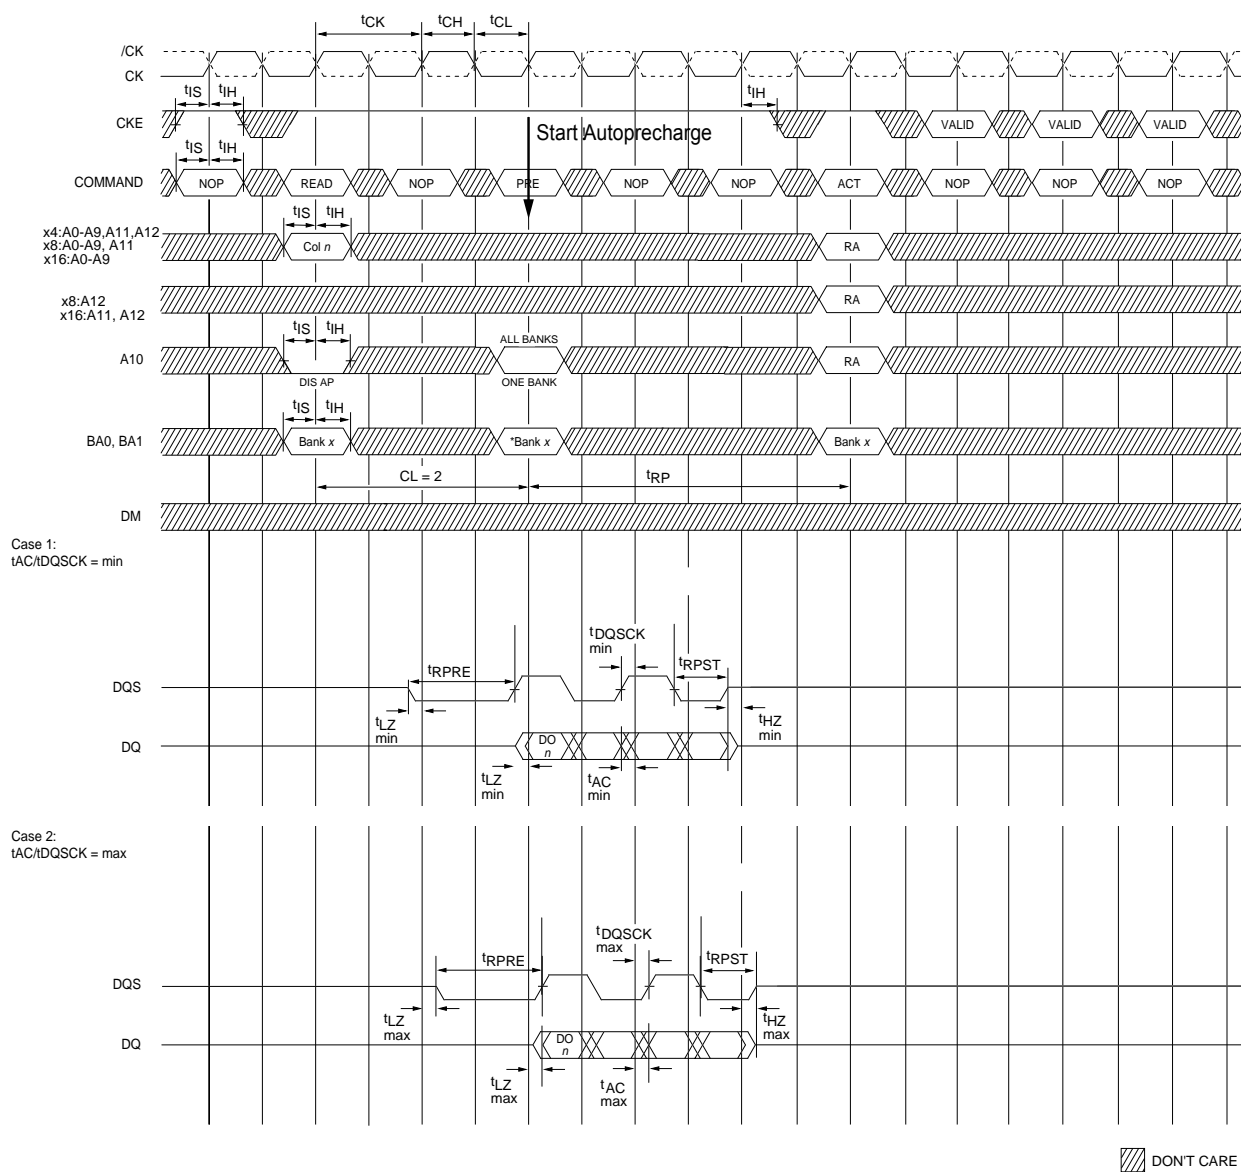 tCK tCH tCL
/CK
CK
tIS tIH tIH
CKE VALID VALID VALID
Start Autoprecharge
tIS tIH
COMMAND NOP READ NOP PRE NOP NOP ACT NOP NOP NOP
tIS tIH
x4:A0-A9,A11,A12
x8:A0-A9, A11
x16:A0-A9
Col n RA
x8:A12
x16:A11, A12
RA
tIS tIH ALL BANKS
A10 RA
DIS AP ONE BANK
tIS tIH
BA0, BA1 Bank x *Bank x Bank x
CL = 2 tRP
DM
Case 1:
tAC/tDQSCK = min
tDQSCK
min
tRPRE tRPST
DQS
tLZ
min
tHZ
min
DQ DO
n
tLZ
min
tAC
min
Case 2:
tAC/tDQSCK = max
tDQSCK
max
tRPRE tRPST
DQS
tLZ
max
tHZ
max
DQ DO
n
tLZ
max
tAC
max
DON'T CARE